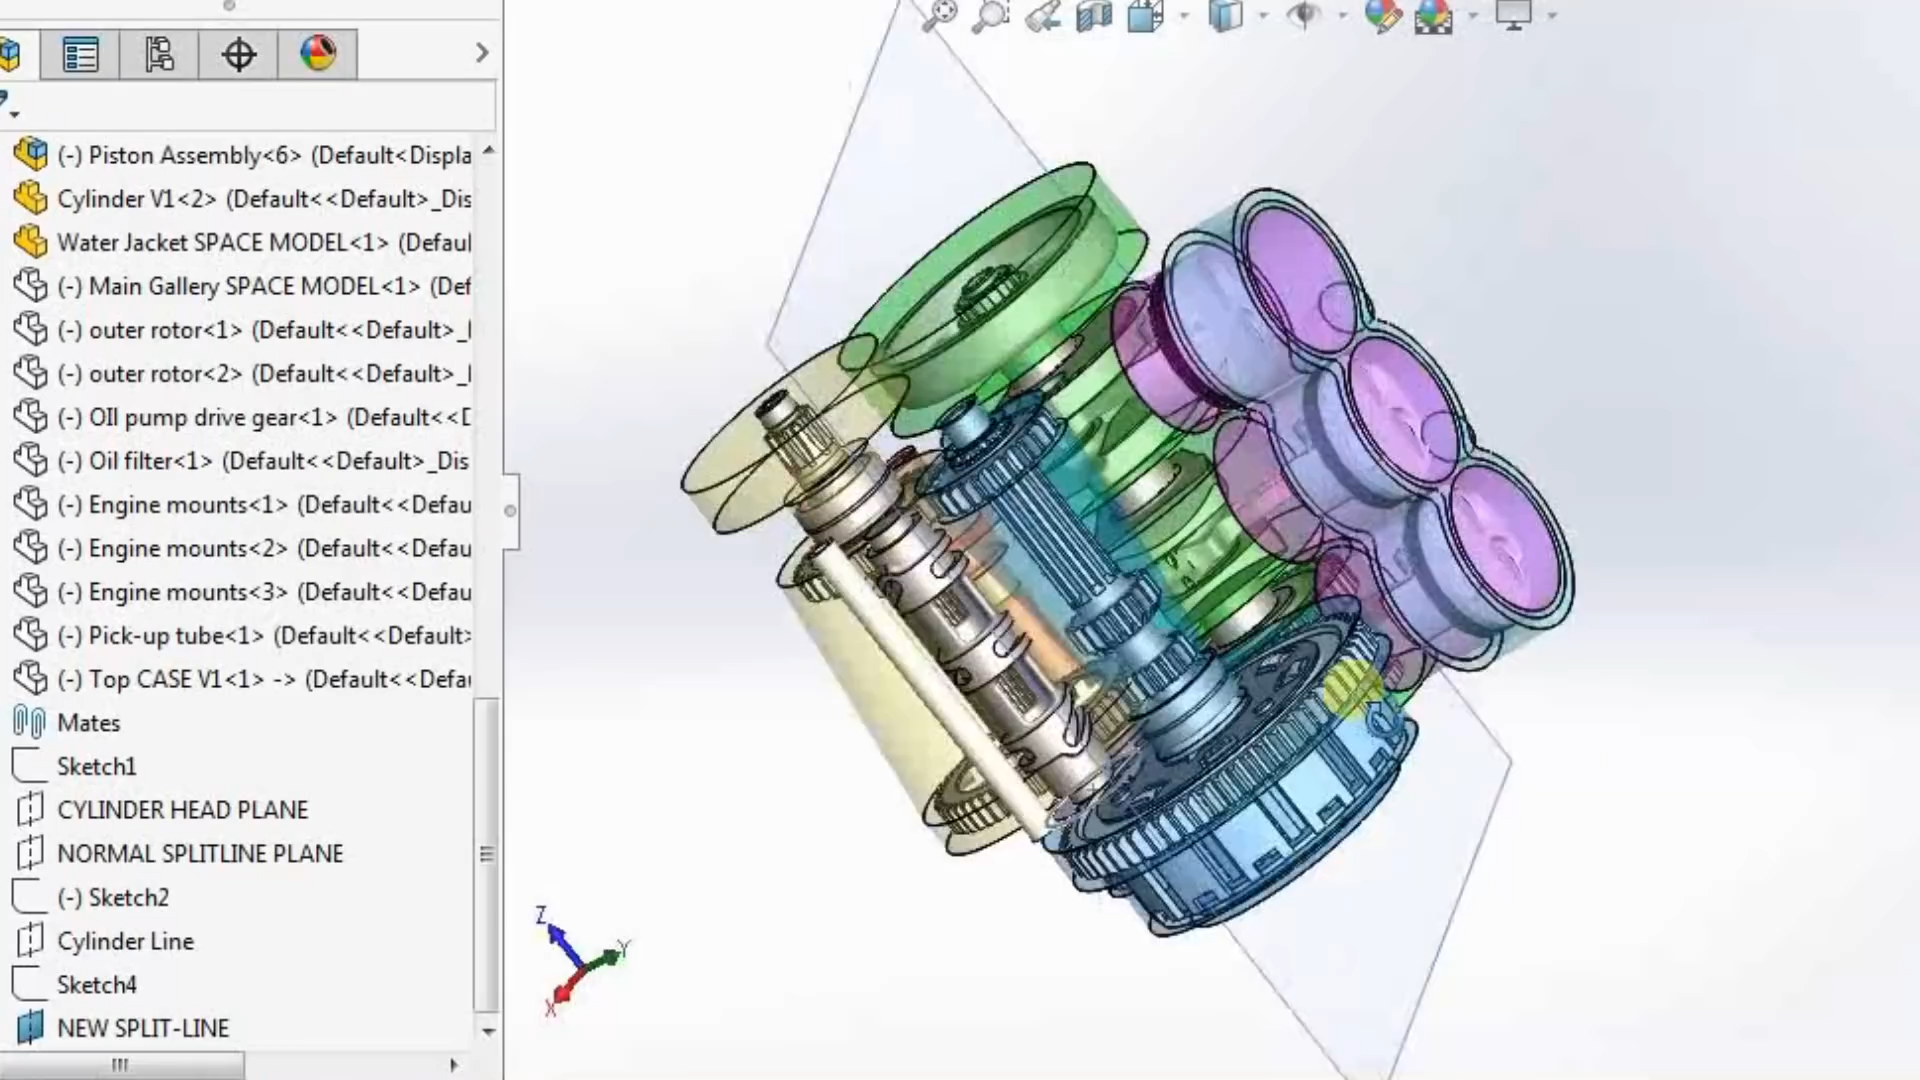 (-) Piston Assembly<6> (Default<Displa
Cylinder V1<2> (Default<<Default>_Dis
Water Jacket SPACE MODEL<1> (Defaul
(-) Main Gallery SPACE MODEL<1> (Def
(-) outer rotor<1> (Default<<Default>_I
(-) outer rotor<2> (Default<<Default>_I
(-) OIl pump drive gear<1> (Default<<D
(-) Oil filter<1> (Default<<Default>_Dis
(-) Engine mounts<1> (Default<<Defau
(-) Engine mounts<2> (Default<<Defau
(-) Engine mounts<3> (Default<<Defau
(-) Pick-up tube<1> (Default<<Default>
(-) Top CASE V1<1> -> (Default<<Defau
Mates
Sketch1
CYLINDER HEAD PLANE
NORMAL SPLITLINE PLANE
(-) Sketch2
Cylinder Line
Sketch4
NEW SPLIT-LINE
Z
Y
X